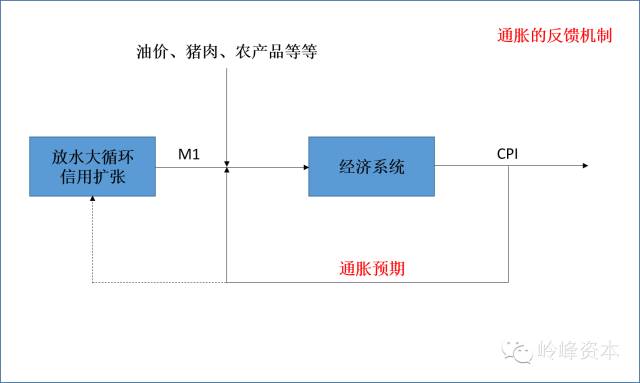 通胀的反馈机制
油价、猪肉、农产品等等
放水大循环
信用扩张
M1
经济系统
CPI
通胀预期
岭峰资本